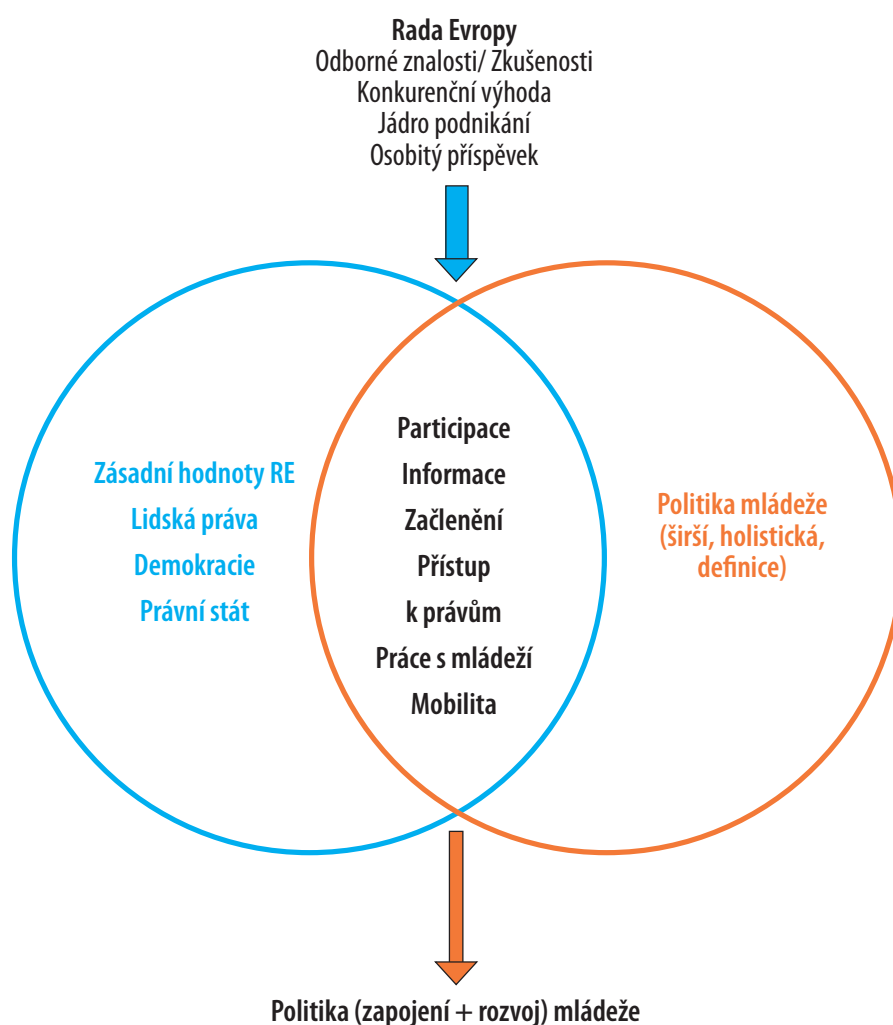 Rada Evropy
Odborné znalosti/ Zkušenosti
Konkurenční výhoda
Jádro podnikání
Osobitý příspěvek
Zásadní hodnoty RE
Lidská práva
Demokracie
Právní stát
Participace
Informace
Začlenění
Přístup
k právům
Práce s mládeží
Mobilita
Politika mládeže
(širší, holistická,
definice)
Politika (zapojení + rozvoj) mládeže